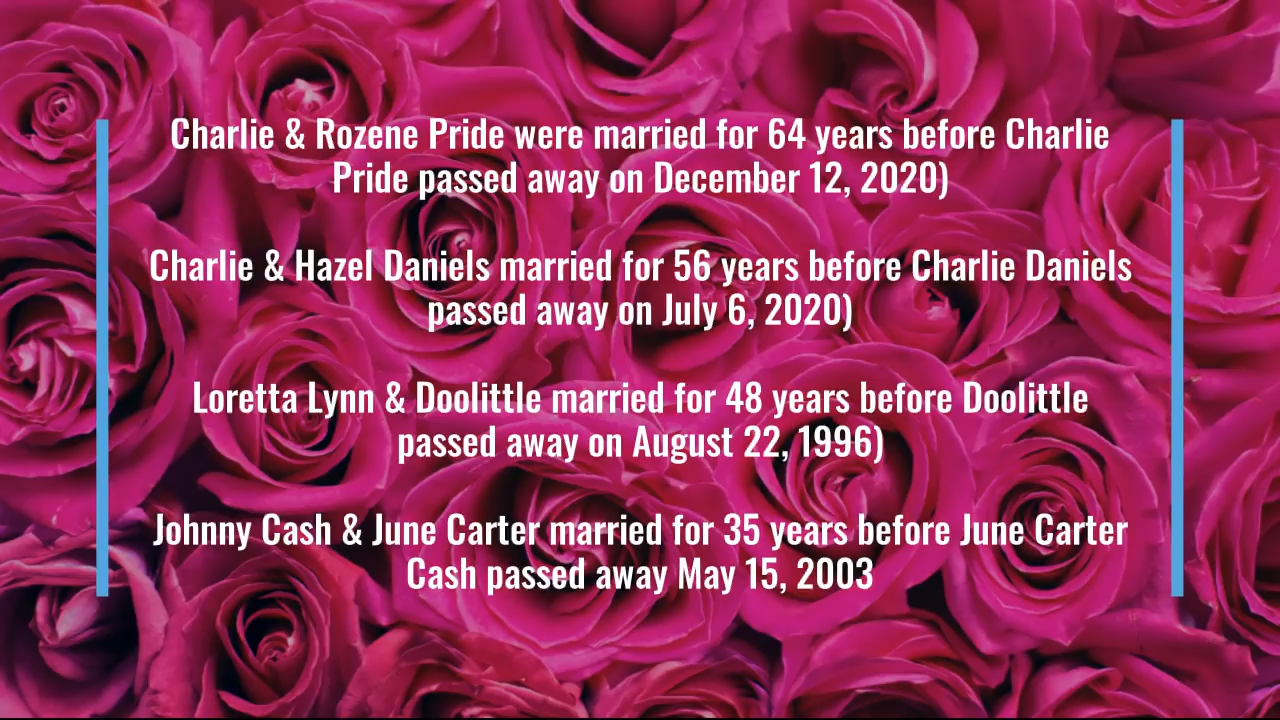 Charlie & Rozene Pride were married for 64 years before Charlie
Pride passed away on December 12, 2020)
Charlie & Hazel Daniels married for 56 years before Charlie Daniels
passed away on July 6, 2020)
Loretta Lynn & Doolittle married for 48 years before Doolittle
passed away on August 22, 1996)
Johnny Cash & June Carter married for 35 years before June Carter
Cash passed away May 15, 2003